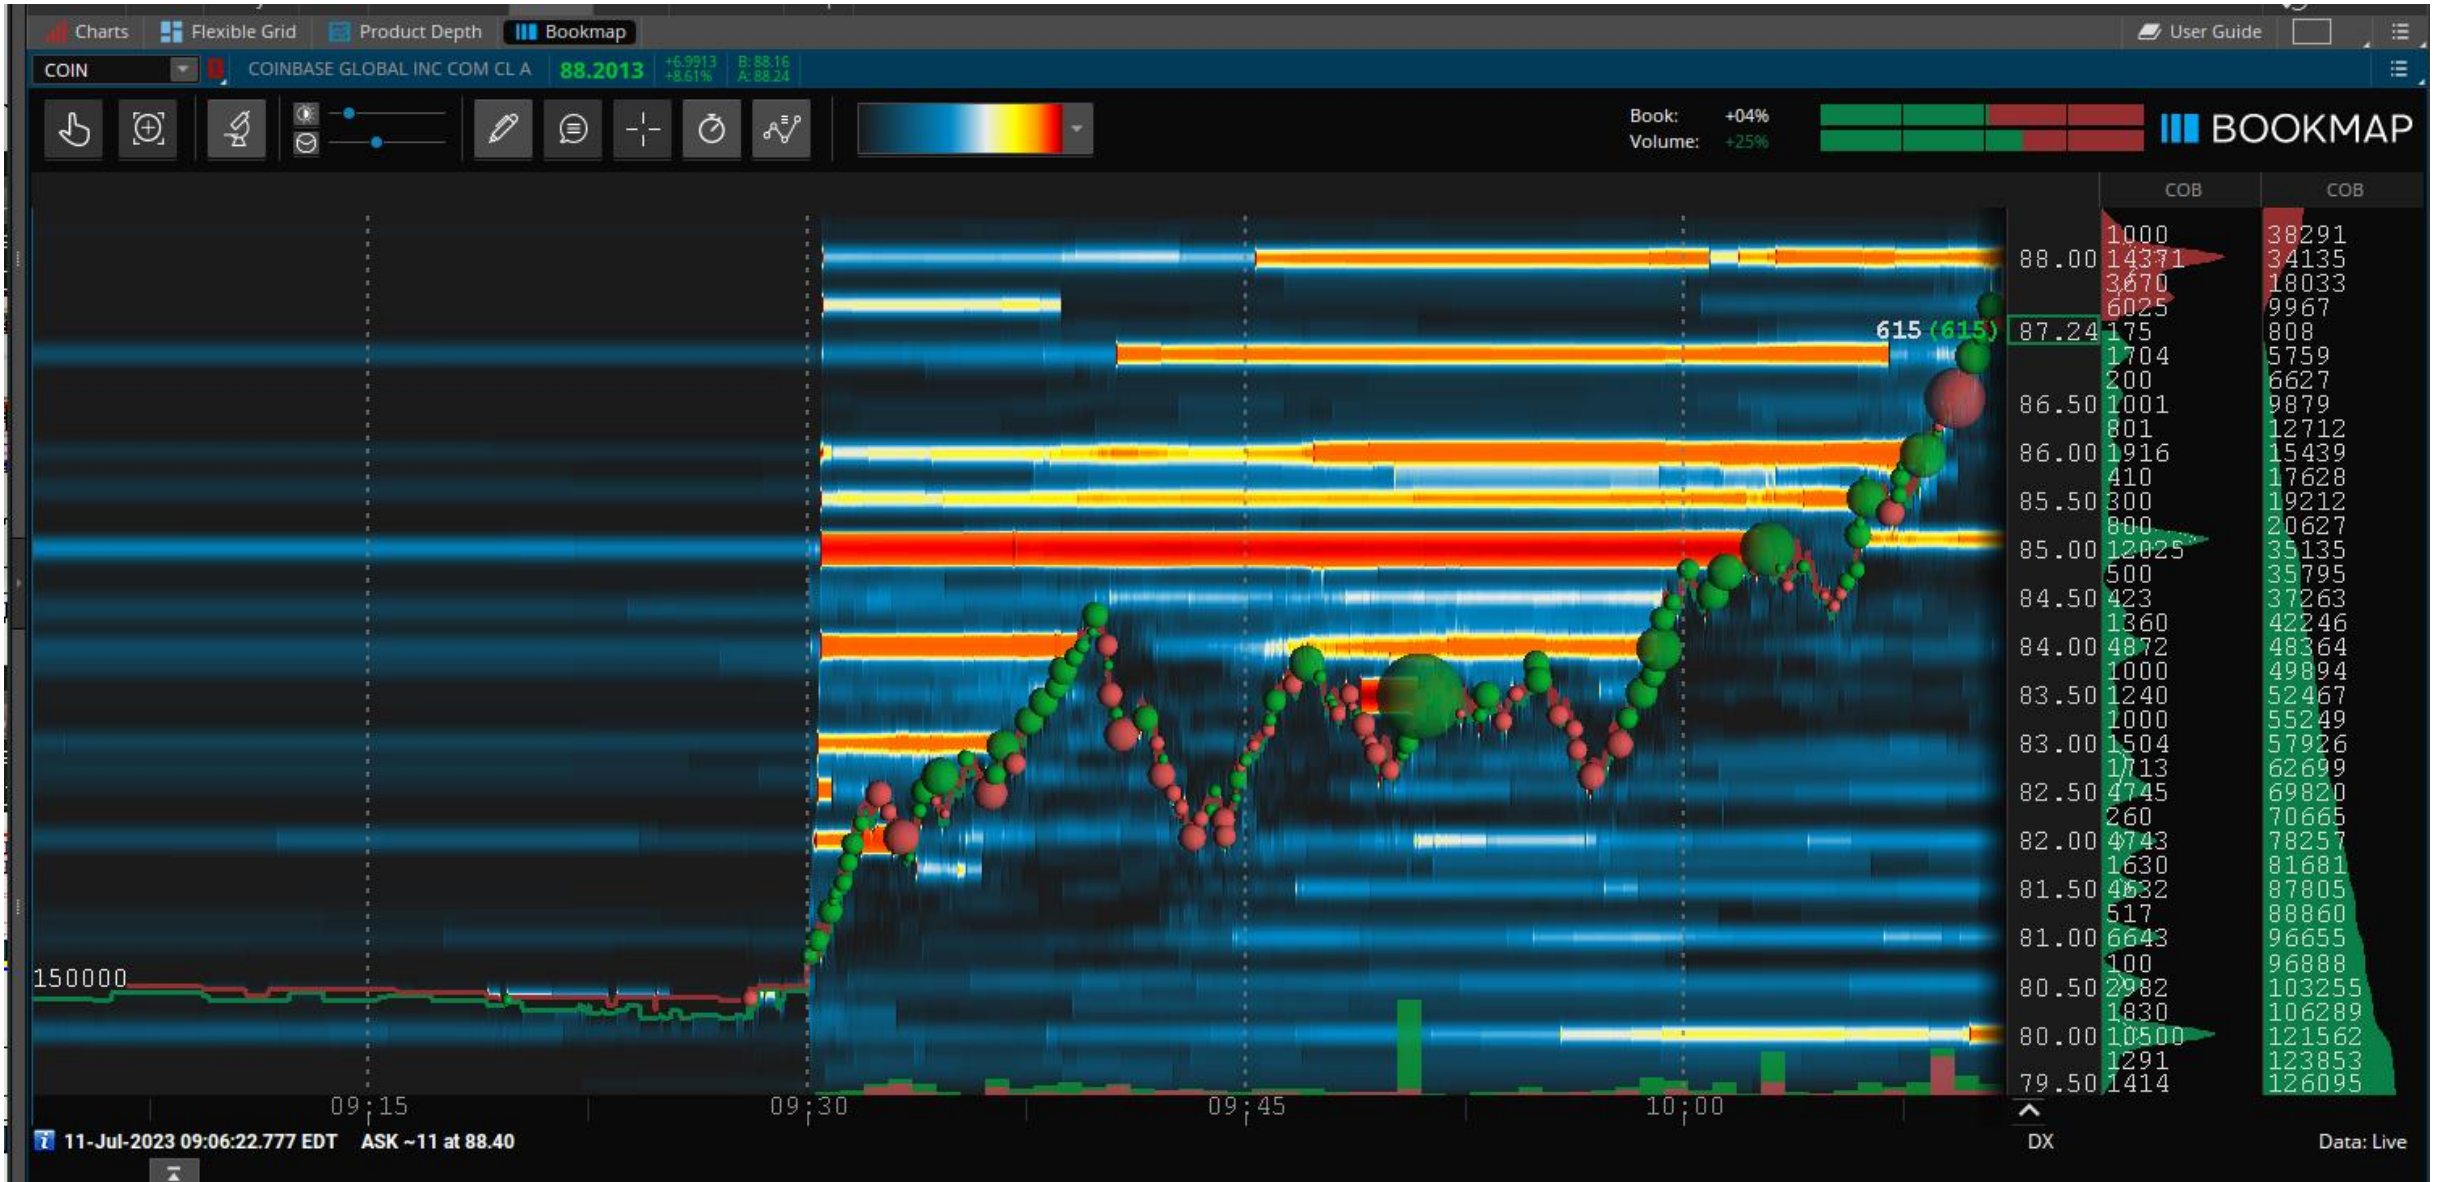 Charts Flexible Grid Product Depth Bookmap User Guide
COIN COINBASE GLOBAL INC COM CL A 88.2013 +6.9913 B: 88.16
+8.61% A: 88.24
Book: +04%
Volume: +25%
BOOKMAP
COB COB
1000 38291
88.00 14371 34135
3670 18033
6025 9967
615 (615) 87.24 175 808
1704 5759
200 6627
86.50 1001 9879
801 12712
86.00 1916 15439
410 17628
85.50 300 19212
800 20627
85.00 12025 35135
500 35795
84.50 423 37263
1360 42246
84.00 4872 48364
1000 49894
83.50 1240 52467
1000 55249
83.00 1504 57926
1713 62699
82.50 4745 69820
260 70665
82.00 4743 78257
1630 81681
81.50 4632 87805
517 88860
81.00 6643 96655
100 96888
150000
80.50 2982 103255
1830 106289
80.00 10500 121562
1291 123853
79.50 1414 126095
09:15 09:30 09:45 10:00
11-Jul-2023 09:06:22.777 EDT ASK ~11 at 88.40 DX Data: Live